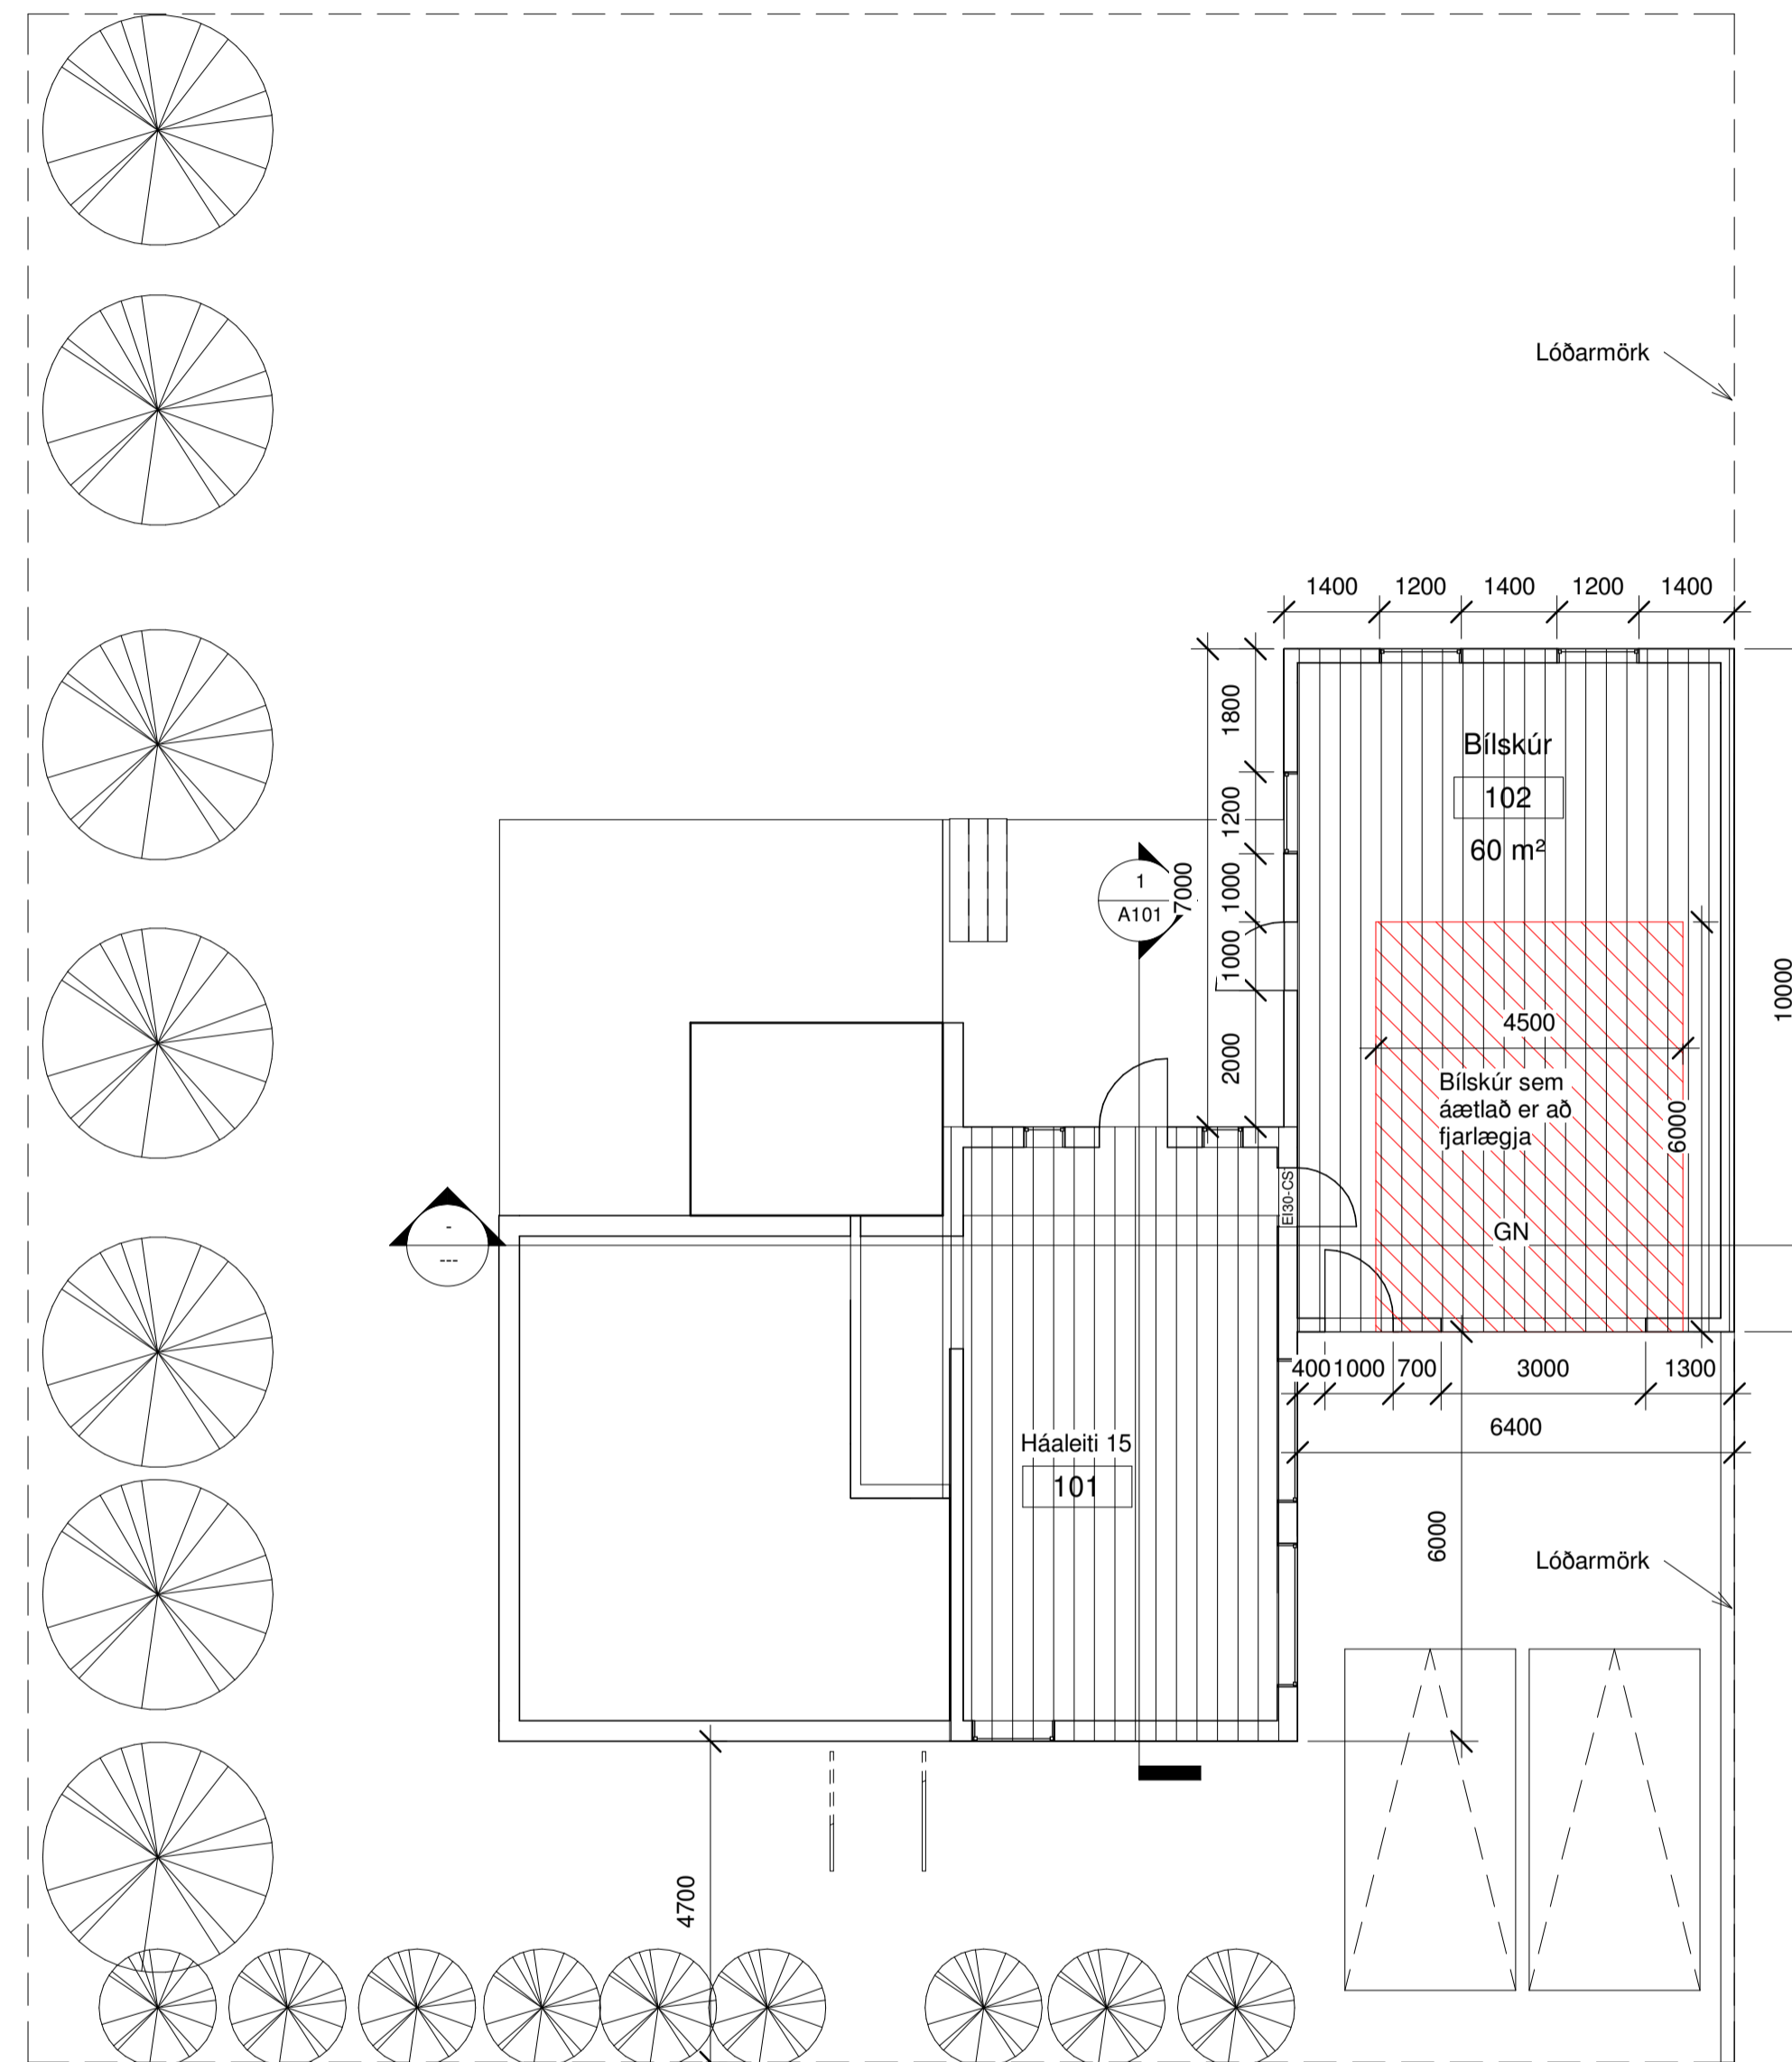 Lóðarmörk
1400 1200 1400 1200 1400
1800
Bílskúr
102
1200
60 m²
1
A101
7000
1000
1000
10000
4500
2000
Bílskúr sem
áætlað er að
fjarlægja
6000
EI30-CS
GN
-
---
400 1000 700 3000 1300
6400
Háaleiti 15
101
6000
Lóðarmörk
4700